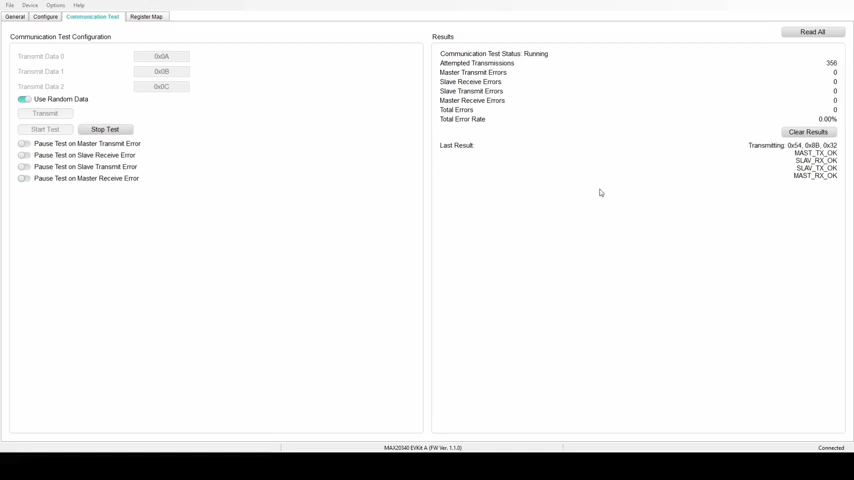 File Device Options Help
General Configure Communication Test Register Map
Read All
Communication Test Configuration
Transmit Data 0 0x0A
Transmit Data 1 0x0B
Transmit Data 2 0x0C
Use Random Data
Transmit
Start Test Stop Test
Pause Test on Master Transmit Error
Pause Test on Slave Receive Error
Pause Test on Slave Transmit Error
Pause Test on Master Receive Error
Results
Communication Test Status: Running
Attempted Transmissions 356
Master Transmit Errors 0
Slave Receive Errors 0
Slave Transmit Errors 0
Master Receive Errors 0
Total Errors 0
Total Error Rate 0.00%
Clear Results
Last Result: Transmitting: 0x54, 0x8B, 0x32
MAST_TX_OK
SLAV_RX_OK
SLAV_TX_OK
MAST_RX_OK
MAX20340 EVKit A (FW Ver. 1.1.0) Connected